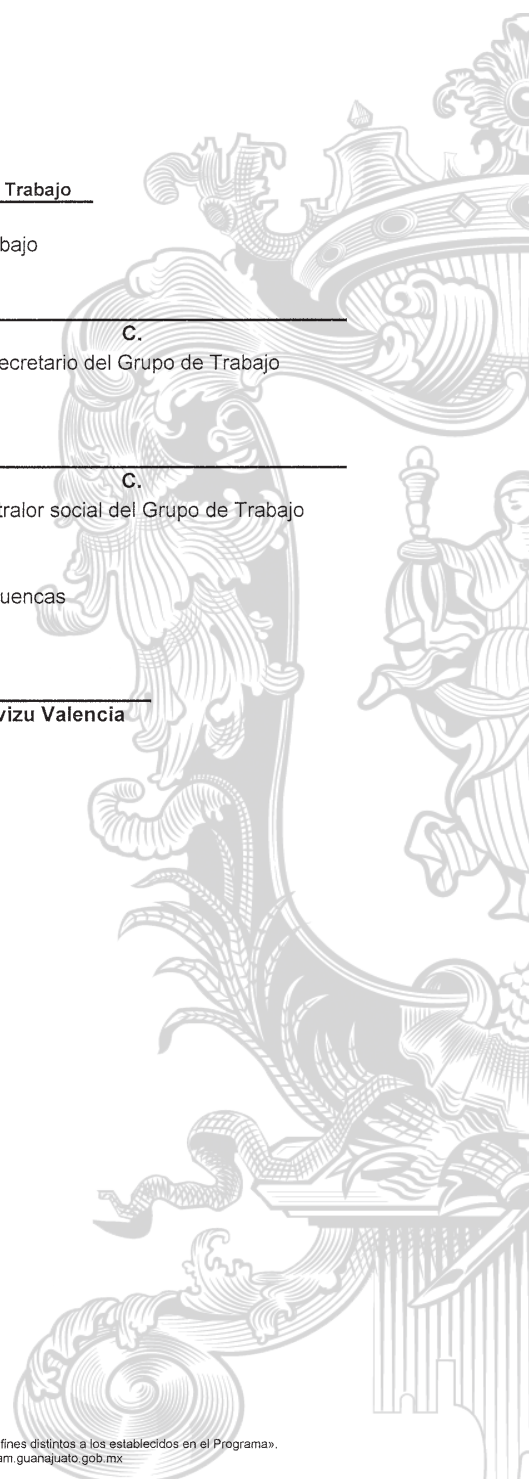 Trabajo
bajo
C.
ecretario del Grupo de Trabajo
C.
tralor social del Grupo de Trabajo
uencas
vizu Valencia
fines distintos a los establecidos en el Programa».
am.guanajuato.gob.mx